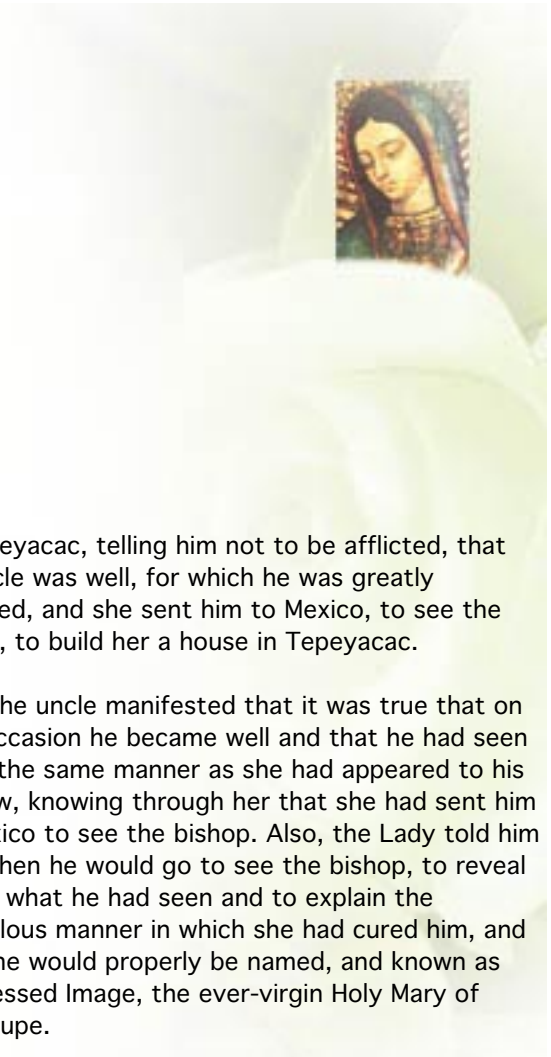 eyacac, telling him not to be afflicted, that
cle was well, for which he was greatly
ed, and she sent him to Mexico, to see the
, to build her a house in Tepeyacac.
he uncle manifested that it was true that on
ccasion he became well and that he had seen
the same manner as she had appeared to his
w, knowing through her that she had sent him
ico to see the bishop. Also, the Lady told him
hen he would go to see the bishop, to reveal
what he had seen and to explain the
lous manner in which she had cured him, and
he would properly be named, and known as
essed Image, the ever-virgin Holy Mary of
upe.